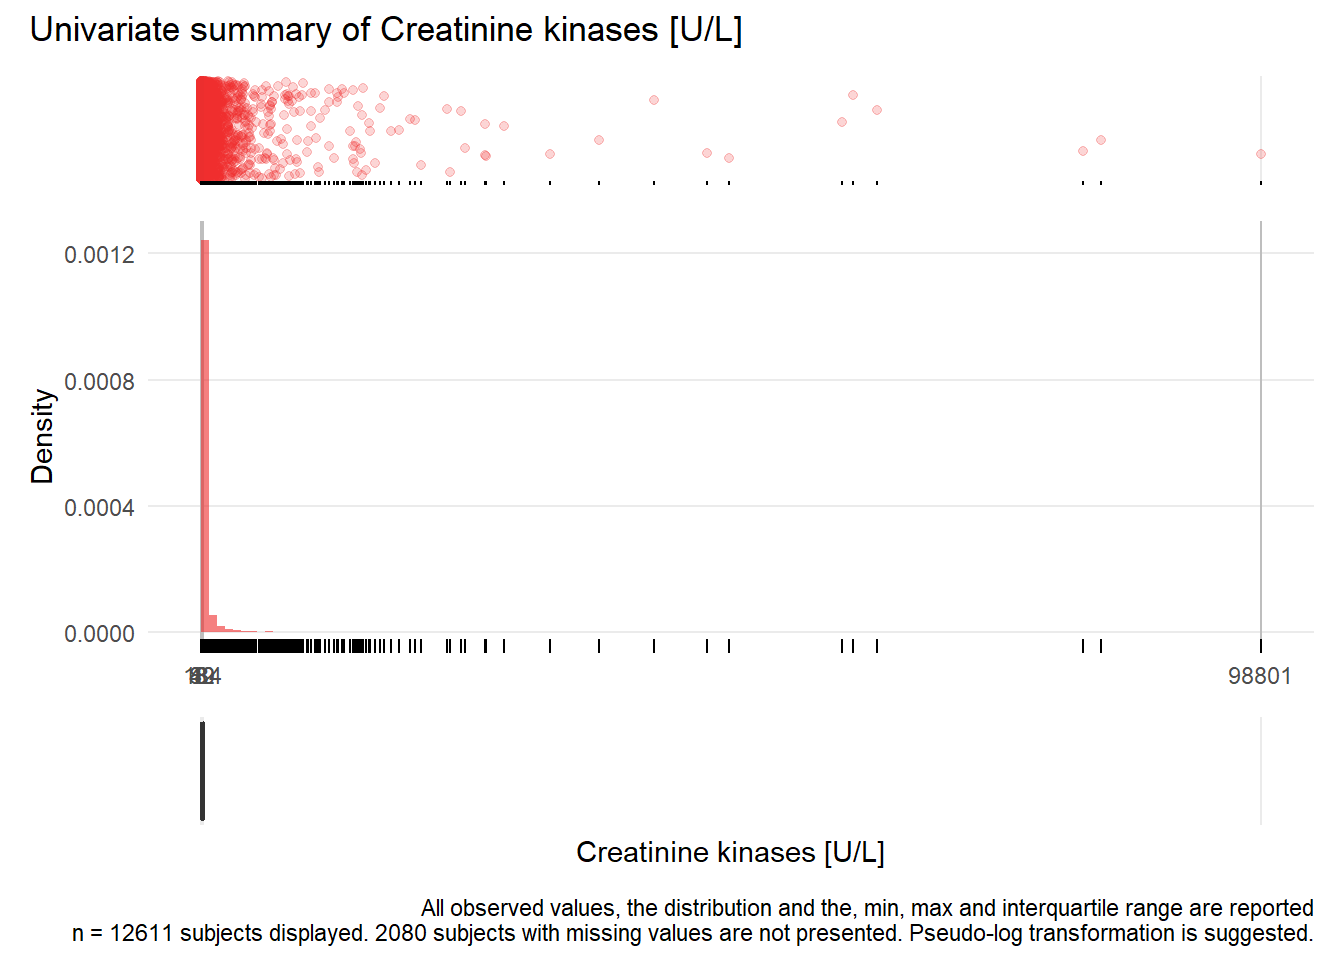 Univariate summary of Creatinine kinases [U/L]
0.0012
0.0008
0.0004
0.0000
Density
98801
Creatinine kinases [U/L]
All observed values, the distribution and the, min, max and interquartile range are reported
n = 12611 subjects displayed. 2080 subjects with missing values are not presented. Pseudo-log transformation is suggested.